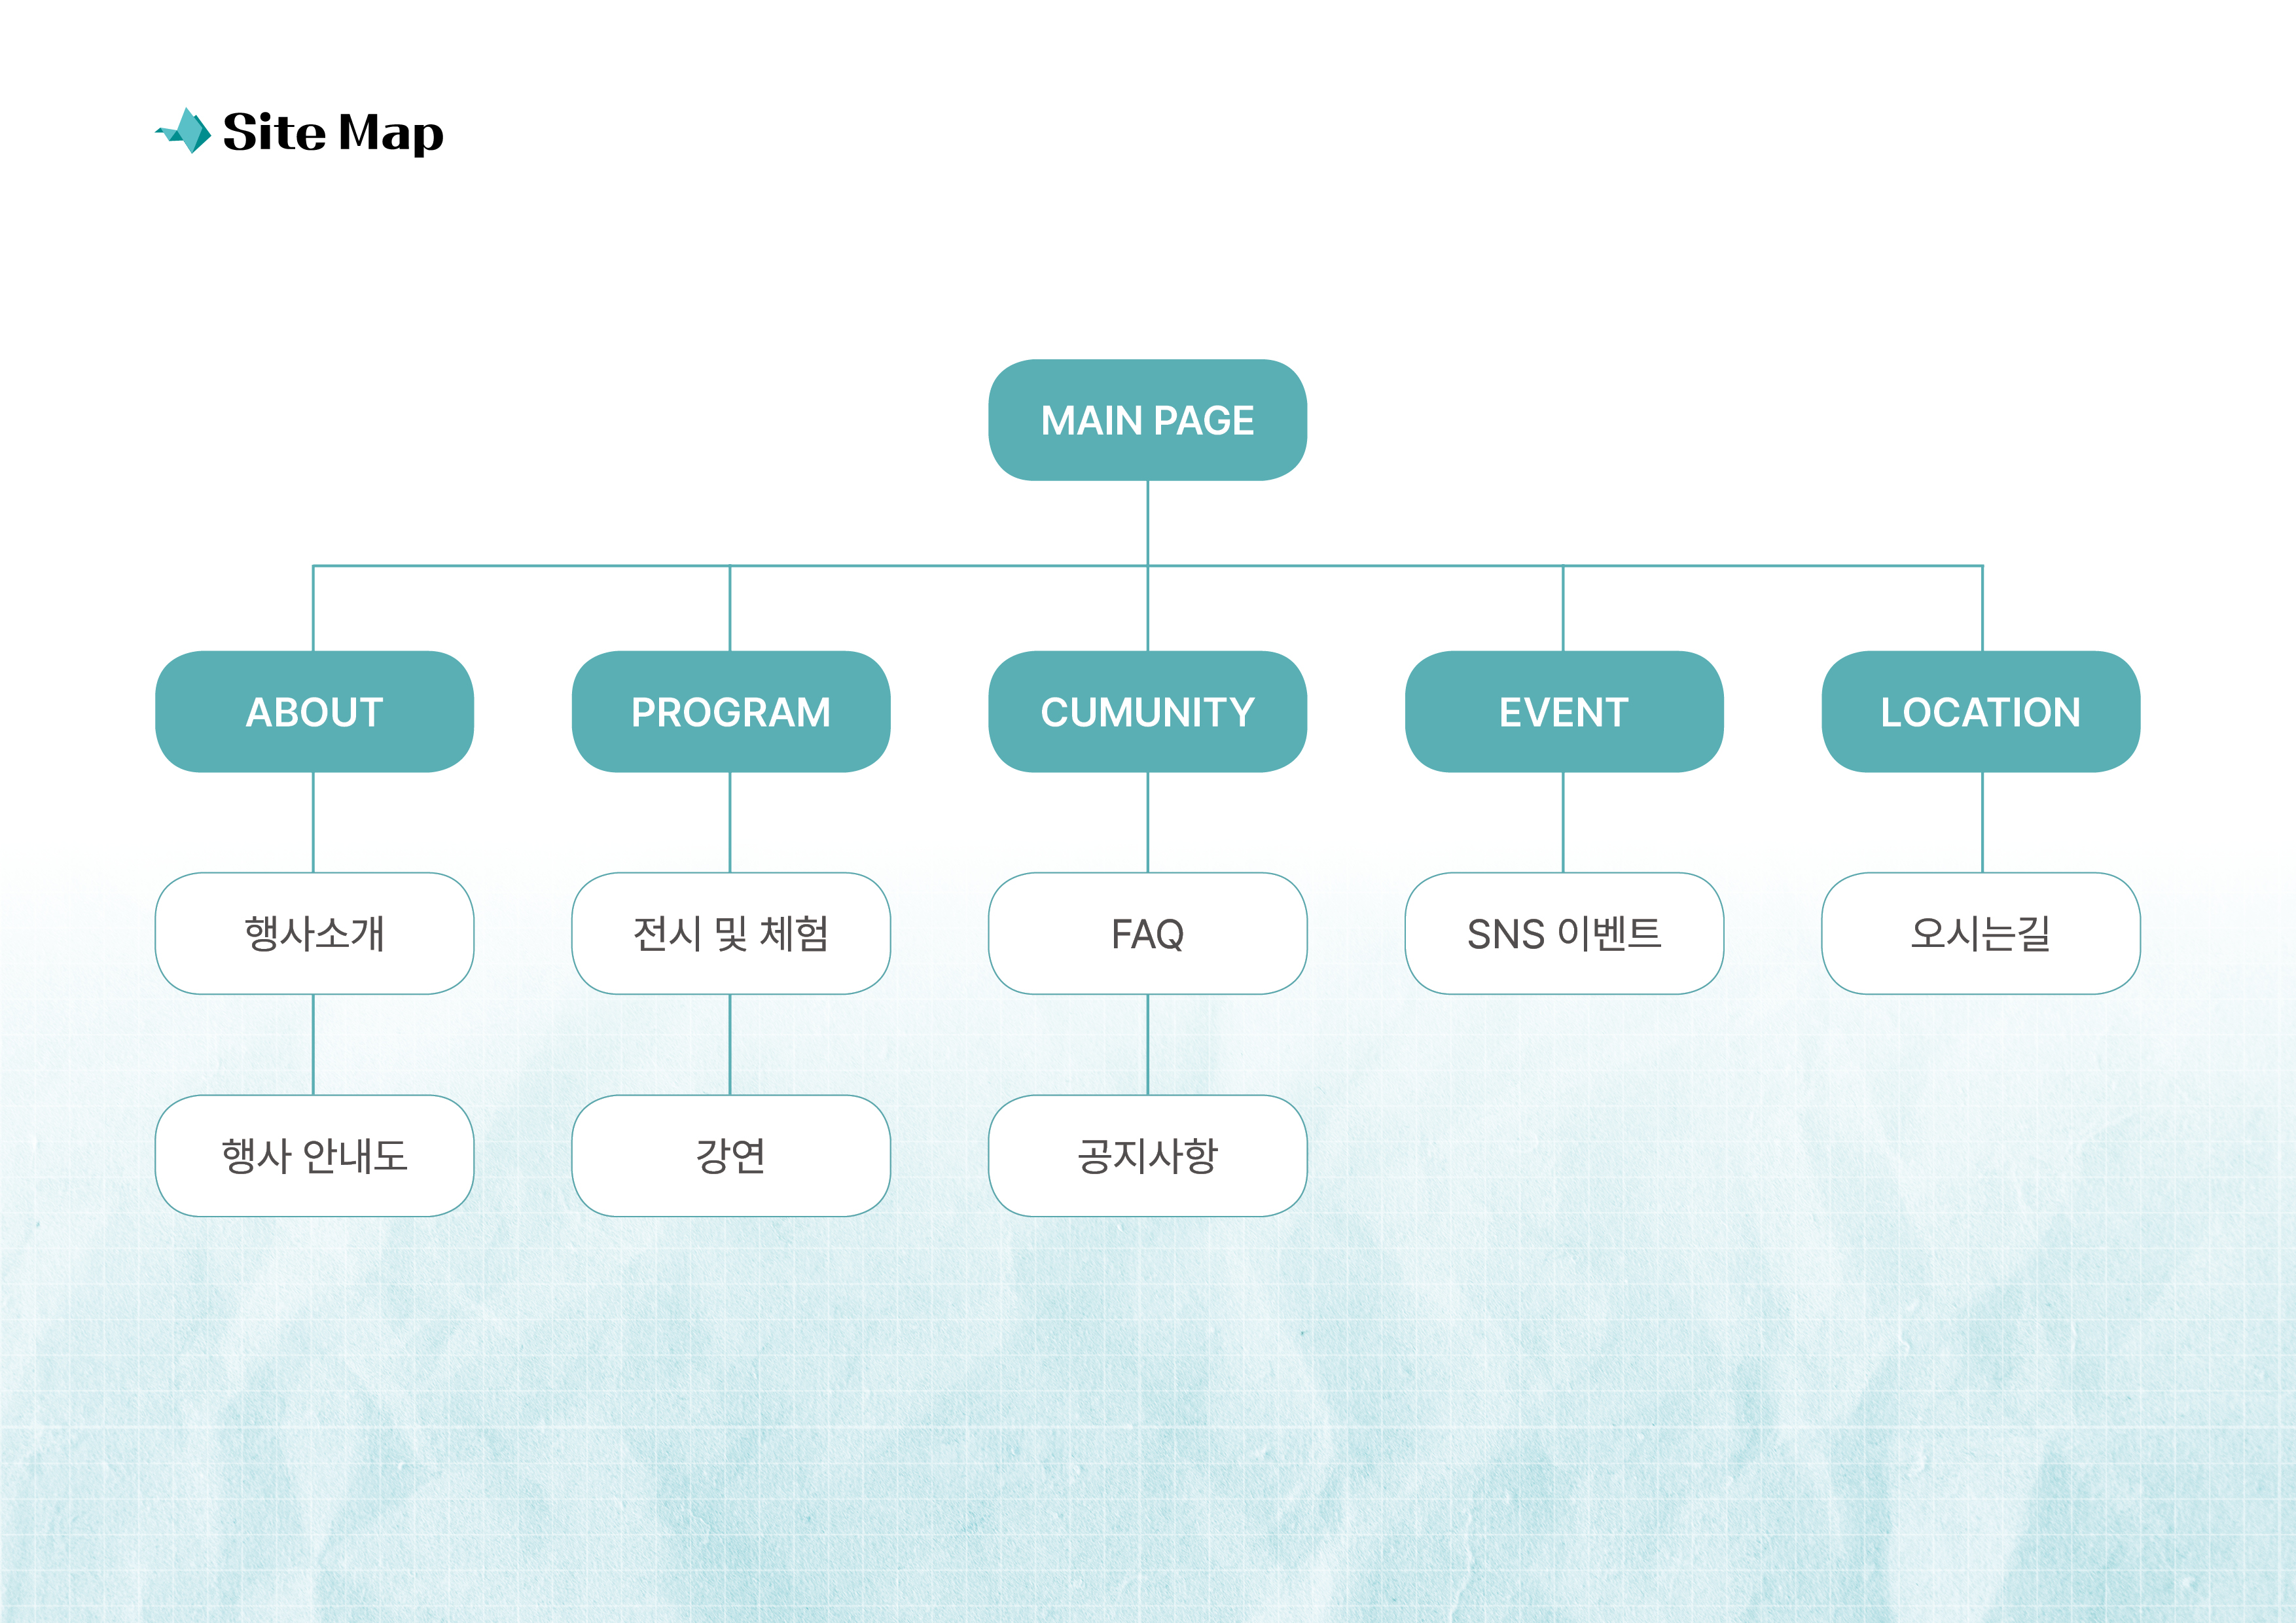 Site Map
MAIN PAGE
ABOUT
PROGRAM
CUMUNITY
EVENT
LOCATION
행사소개
전시 및 체험
FAQ
SNS 이벤트
오시는길
행사 안내도
강연
공지사항